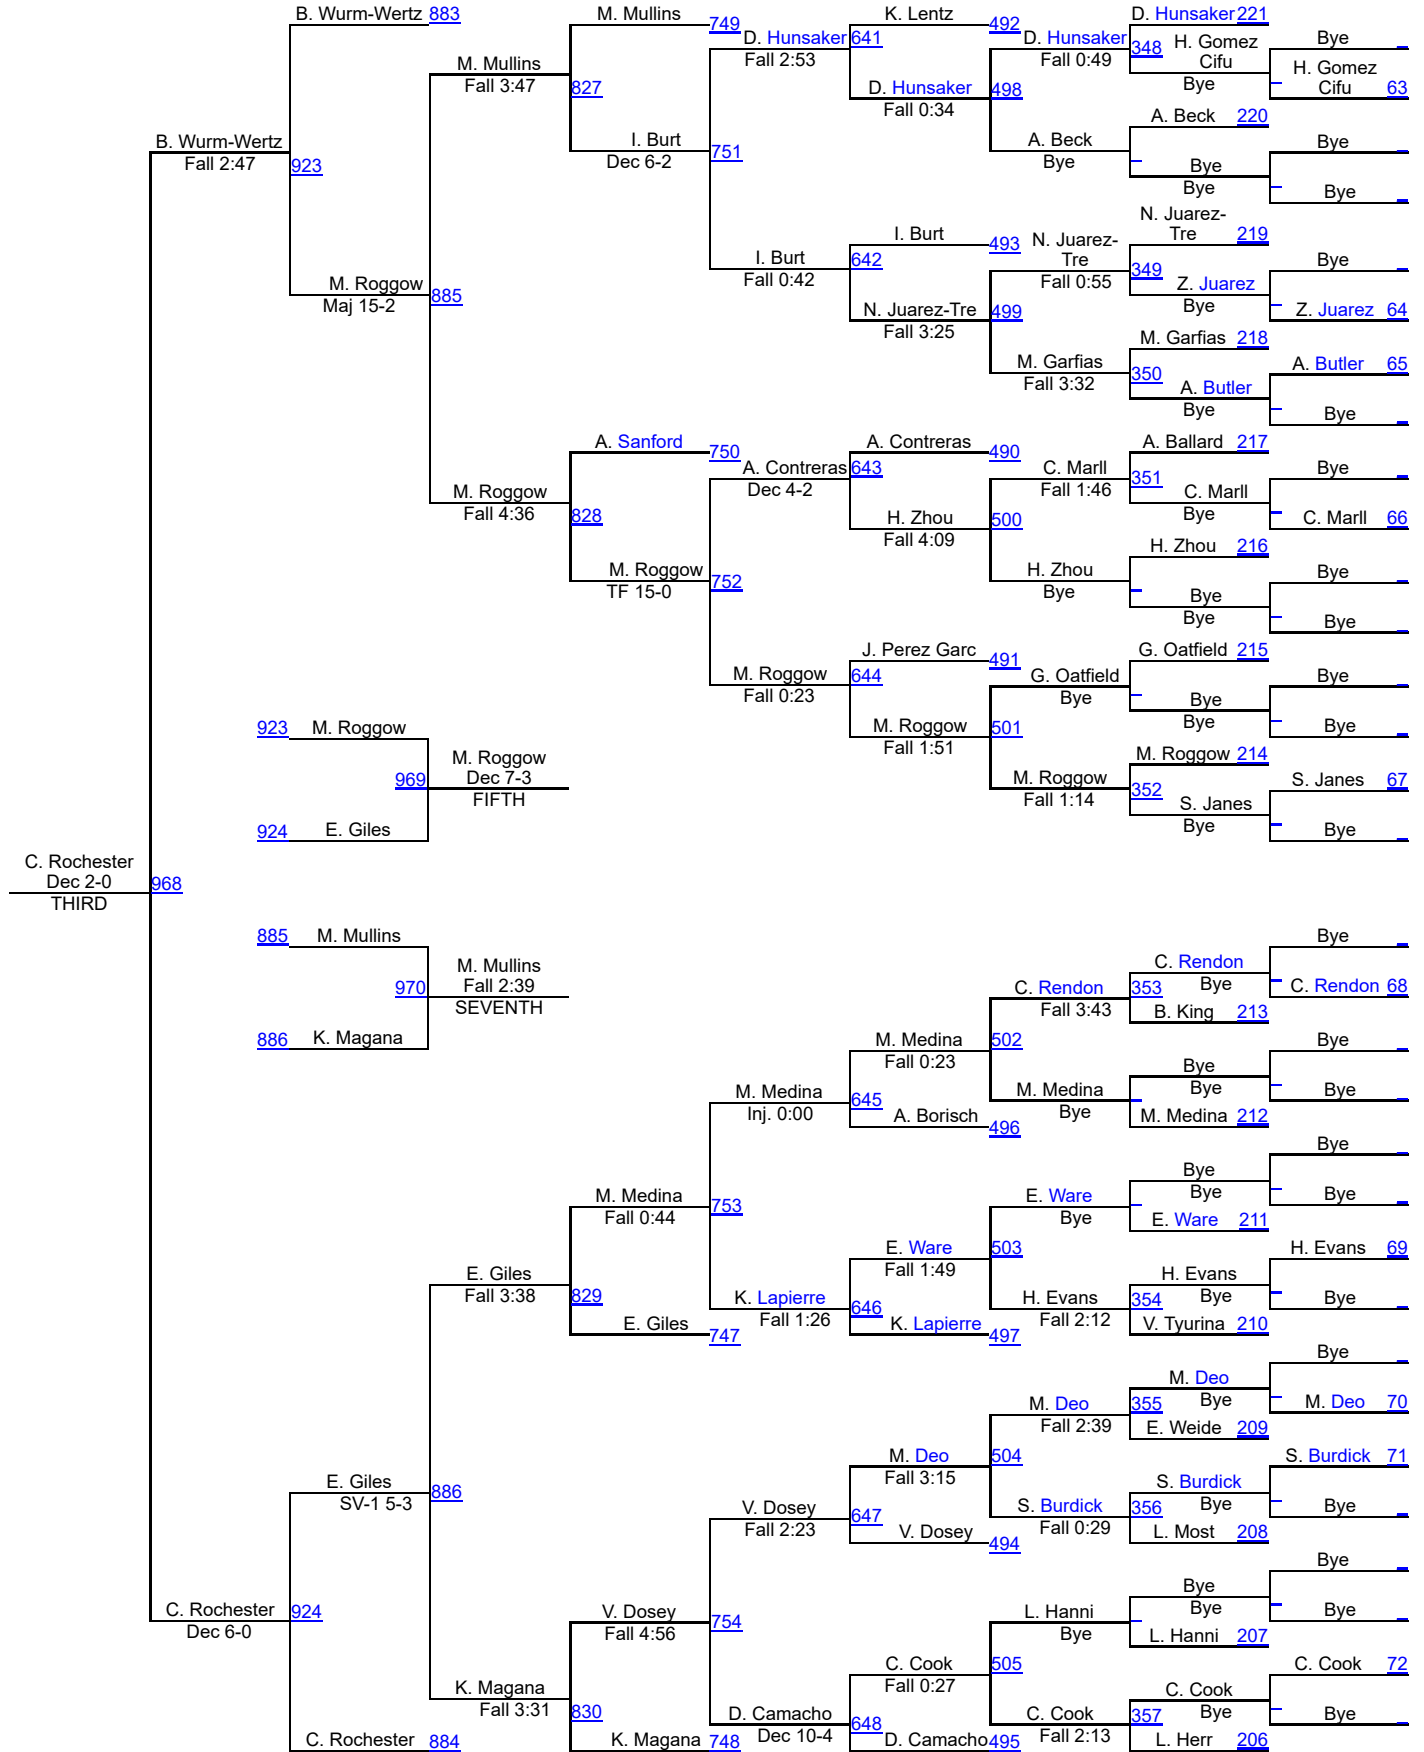 B. Wurm-Wertz 883
M. Mullins 749
K. Lentz 492
D. Hunsaker 221
D. Hunsaker 641
Fall 2:53
D. Hunsaker 348
Fall 0:49
H. Gomez
Cifu
Bye
Bye
H. Gomez
Cifu 63
M. Mullins 827
Fall 3:47
D. Hunsaker 498
Fall 0:34
A. Beck 220
B. Wurm-Wertz 923
Fall 2:47
I. Burt 751
Dec 6-2
A. Beck
Bye
Bye
Bye
Bye
Bye
N. Juarez-
Tre 219
I. Burt 493
I. Burt 642
Fall 0:42
N. Juarez-
Tre 349
Fall 0:55
Bye
Z. Juarez
Bye
Z. Juarez 64
M. Roggow 885
Maj 15-2
N. Juarez-Tre 499
Fall 3:25
M. Garfias 218
M. Garfias 350
Fall 3:32
A. Butler 65
A. Butler
Bye
Bye
A. Sanford 750
A. Contreras 490
A. Ballard 217
A. Contreras 643
Dec 4-2
C. Marll 351
Fall 1:46
Bye
C. Marll
Bye
C. Marll 66
M. Roggow 828
Fall 4:36
H. Zhou 500
Fall 4:09
H. Zhou 216
M. Roggow 752
TF 15-0
H. Zhou
Bye
Bye
Bye
Bye
Bye
J. Perez Garc 491
G. Oatfield 215
M. Roggow 644
Fall 0:23
G. Oatfield
Bye
Bye
Bye
Bye
Bye
923 M. Roggow
M. Roggow 501
Fall 1:51
M. Roggow
969 Dec 7-3
FIFTH
M. Roggow 214
M. Roggow 352
Fall 1:14
S. Janes 67
S. Janes
Bye
Bye
924 E. Giles
C. Rochester
Dec 2-0 968
THIRD
885 M. Mullins
Bye
M. Mullins
970 Fall 2:39
SEVENTH
C. Rendon
Bye
C. Rendon 68
C. Rendon 353
Fall 3:43
B. King 213
886 K. Magana
M. Medina 502
Fall 0:23
Bye
Bye
Bye
Bye
M. Medina 645
Inj. 0:00
M. Medina
Bye
M. Medina 212
A. Borisch 496
Bye
Bye
Bye
Bye
M. Medina 753
Fall 0:44
E. Ware
Bye
E. Ware 211
E. Ware 503
Fall 1:49
H. Evans 69
E. Giles 829
Fall 3:38
H. Evans
Bye
Bye
K. Lapierre 646
Fall 1:26
H. Evans 354
Fall 2:12
E. Giles 747
K. Lapierre 497
V. Tyurina 210
Bye
M. Deo
Bye
M. Deo 70
M. Deo 355
Fall 2:39
E. Weide 209
M. Deo 504
Fall 3:15
S. Burdick 71
E. Giles 886
SV-1 5-3
S. Burdick
Bye
Bye
V. Dosey 647
Fall 2:23
S. Burdick 356
Fall 0:29
V. Dosey 494
L. Most 208
Bye
Bye
Bye
Bye
C. Rochester 924
Dec 6-0
V. Dosey 754
Fall 4:56
L. Hanni
Bye
L. Hanni 207
C. Cook 505
Fall 0:27
C. Cook 72
K. Magana 830
Fall 3:31
C. Cook
Bye
Bye
D. Camacho 648
Dec 10-4
C. Cook 357
Fall 2:13
C. Rochester 884
K. Magana 748
D. Camacho 495
L. Herr 206